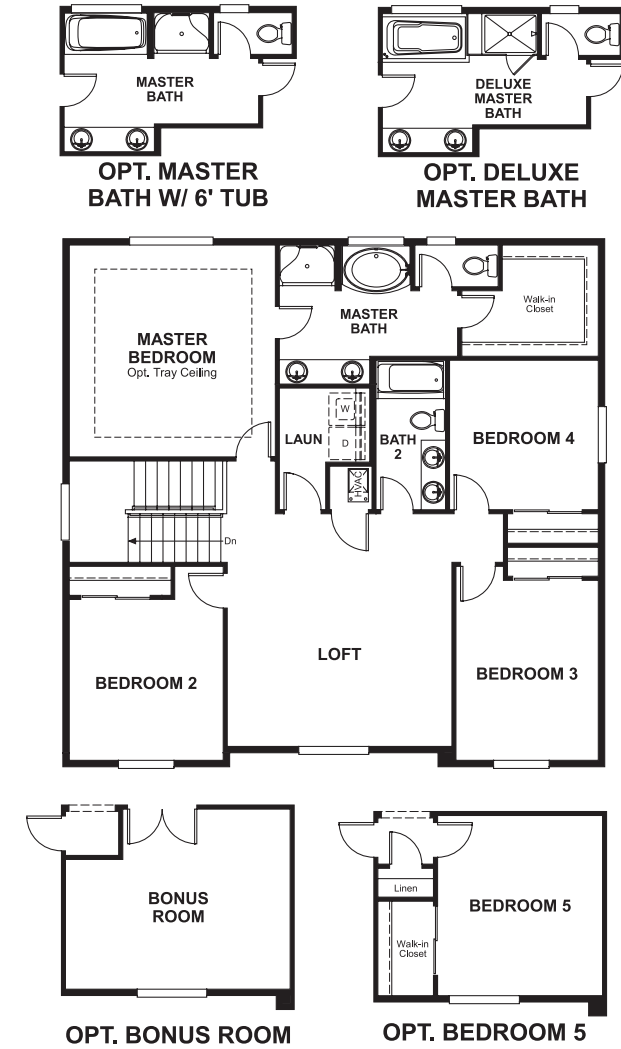 MASTER
BATH
DELUXE
MASTER
BATH
OPT. MASTER
BATH W/ 6' TUB
OPT. DELUXE
MASTER BATH
MASTER
BEDROOM
Opt. Tray Ceiling
MASTER
BATH
Walk-in
Closet
LAUN
W
D
HVAC
BATH
2
BEDROOM 4
Dn
BEDROOM 2
LOFT
BEDROOM 3
BONUS
ROOM
Linen
Walk-in
Closet
BEDROOM 5
OPT. BONUS ROOM
OPT. BEDROOM 5